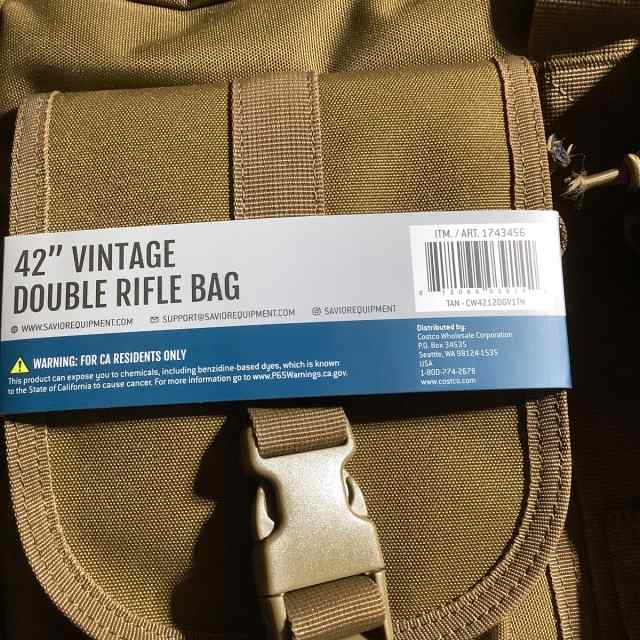 42" VINTAGE
DOUBLE RIFLE BAG
WWW.SAVIOREQUIPMENT.COM SUPPORT@SAVIOREQUIPMENT.COM SAVIOREQUIPMENT
ITM. / ART. 1743456
TAN - CW4212DGV1TN
WARNING: FOR CA RESIDENTS ONLY
This product can expose you to chemicals, including benzidine-based dyes, which is known
to the State of California to cause cancer. For more information go to www.P65Warnings.ca.gov.
Distributed by:
Costco Wholesale Corporation
P.O. Box 34535
Seattle, WA 98124-1535
USA
1-800-774-2678
www.costco.com